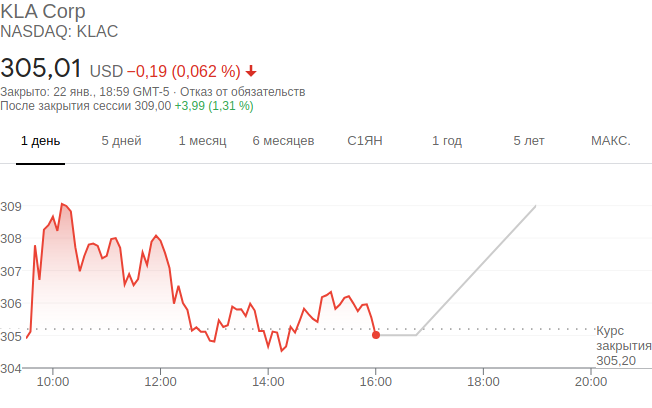 KLA Corp
NASDAQ: KLAC
305,01 USD −0,19 (0,062 %)
Закрыто: 22 янв., 18:59 GMT-5 · Отказ от обязательств
После закрытия сессии 309,00 +3,99 (1,31 %)
1 день 5 дней 1 месяц 6 месяцев С1ЯН 1 год 5 лет МАКС.
309
308
307
306
305
304
Курс
закрытия
305,20
10:00 12:00 14:00 16:00 18:00 20:00